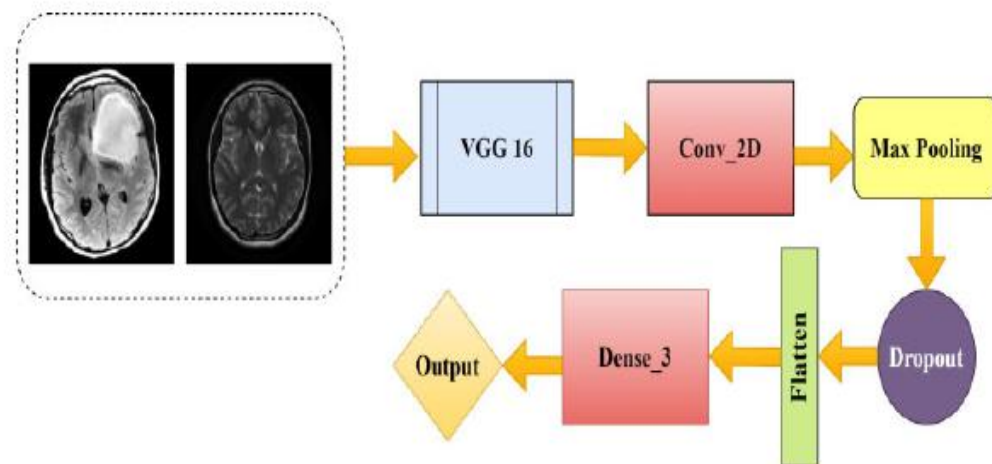 VGG 16
Conv_2D
Max Pooling
Dropout
Flatten
Dense_3
Output